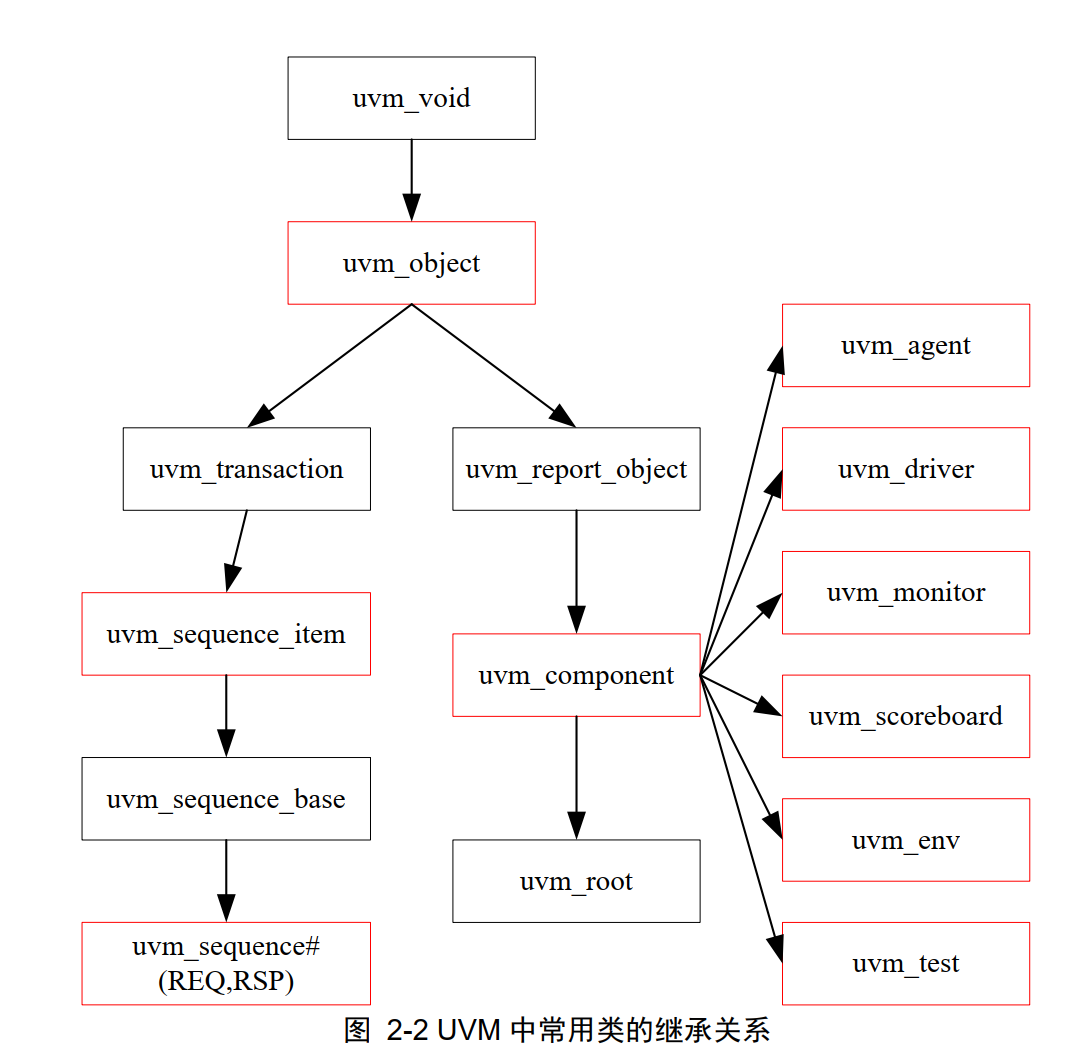 uvm_void
uvm_object
uvm_agent
uvm_transaction
uvm_report_object
uvm_driver
uvm_sequence_item
uvm_monitor
uvm_component
uvm_scoreboard
uvm_sequence_base
uvm_root
uvm_env
uvm_sequence#
(REQ,RSP)
uvm_test
图 2-2 UVM 中常用类的继承关系